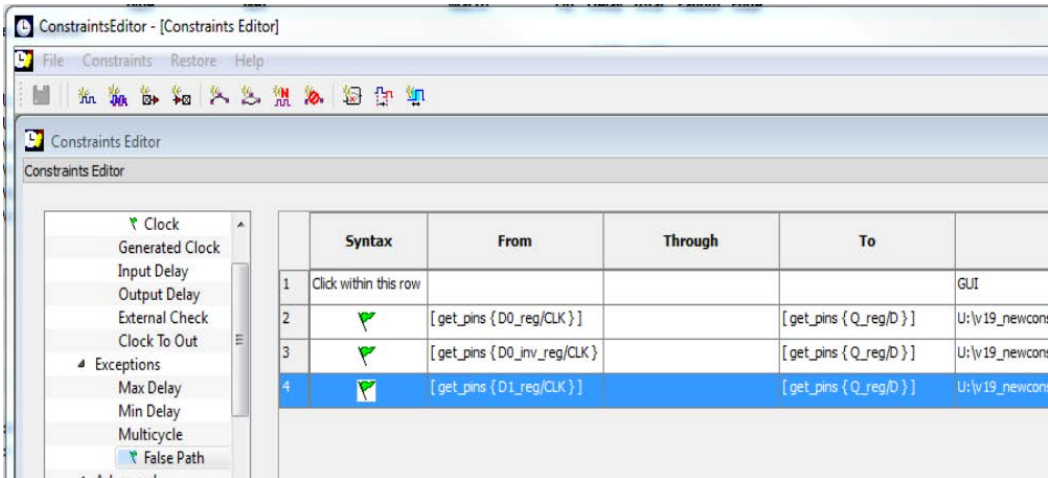 ConstraintsEditor - [Constraints Editor]
File Constraints Restore Help
Constraints Editor
Constraints Editor
Clock
Generated Clock
Input Delay
Output Delay
External Check
Clock To Out
Exceptions
Max Delay
Min Delay
Multicycle
False Path
Syntax From Through To
1 Click within this row GUI
2 [ get_pins { D0_reg/CLK } ] [ get_pins { Q_reg/D } ] U:\v19_newcons
3 [ get_pins { D0_inv_reg/CLK } [ get_pins { Q_reg/D } ] U:\v19_newcons
4 [ get_pins { D1_reg/CLK } ] [ get_pins { Q_reg/D } ] U:\v19_newcons